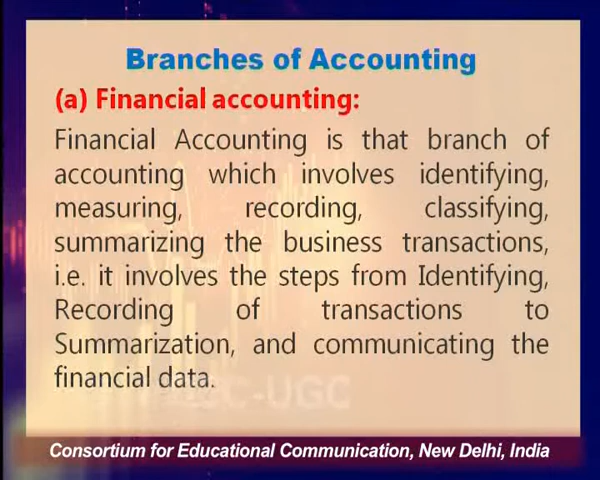 Branches of Accounting
(a) Financial accounting:
Financial Accounting is that branch of
accounting which involves identifying,
measuring, recording, classifying,
summarizing the business transactions,
i.e. it involves the steps from Identifying,
Recording of transactions to
Summarization, and communicating the
financial data.
Consortium for Educational Communication, New Delhi, India